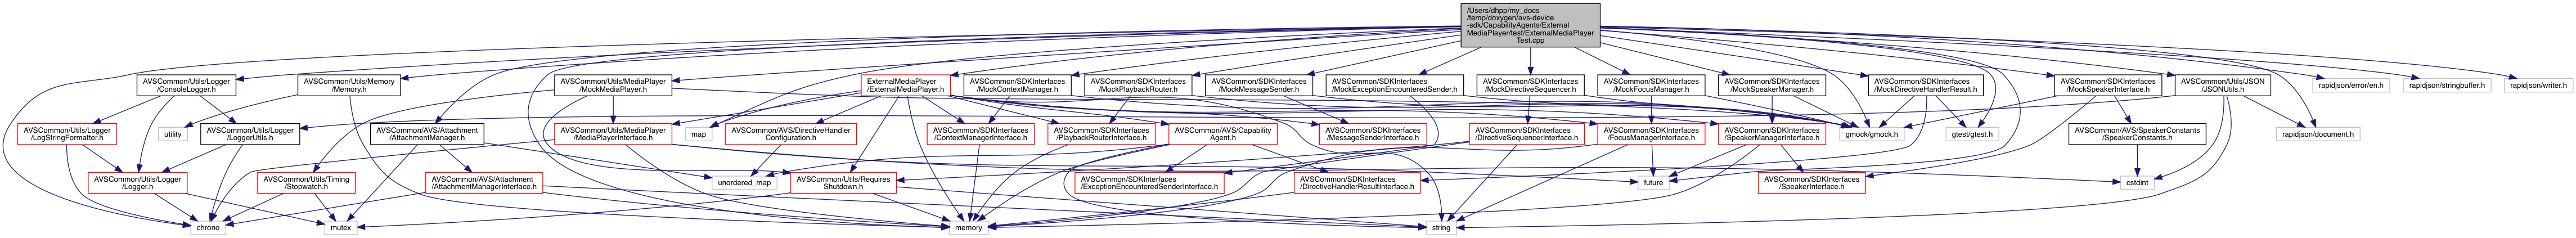 /Users/dhpp/my_docs
/temp/doxygen/avs-device
-sdk/CapabilityAgents/External
MediaPlayer/test/ExternalMediaPlayer
Test.cpp
AVSCommon/Utils/Logger
/ConsoleLogger.h
AVSCommon/Utils/Memory
/Memory.h
AVSCommon/Utils/MediaPlayer
/MockMediaPlayer.h
ExternalMediaPlayer
/ExternalMediaPlayer.h
AVSCommon/SDKInterfaces
/MockContextManager.h
AVSCommon/SDKInterfaces
/MockPlaybackRouter.h
AVSCommon/SDKInterfaces
/MockMessageSender.h
AVSCommon/SDKInterfaces
/MockExceptionEncounteredSender.h
AVSCommon/SDKInterfaces
/MockDirectiveSequencer.h
AVSCommon/SDKInterfaces
/MockFocusManager.h
AVSCommon/SDKInterfaces
/MockSpeakerManager.h
AVSCommon/SDKInterfaces
/MockDirectiveHandlerResult.h
AVSCommon/SDKInterfaces
/MockSpeakerInterface.h
AVSCommon/Utils/JSON
/JSONUtils.h
rapidjson/error/en.h
rapidjson/stringbuffer.h
rapidjson/writer.h
AVSCommon/Utils/Logger
/LogStringFormatter.h
utility
AVSCommon/Utils/Logger
/LoggerUtils.h
AVSCommon/AVS/Attachment
/AttachmentManager.h
AVSCommon/Utils/MediaPlayer
/MediaPlayerInterface.h
map
AVSCommon/AVS/DirectiveHandler
Configuration.h
AVSCommon/SDKInterfaces
/ContextManagerInterface.h
AVSCommon/SDKInterfaces
/PlaybackRouterInterface.h
AVSCommon/AVS/Capability
Agent.h
AVSCommon/SDKInterfaces
/MessageSenderInterface.h
AVSCommon/SDKInterfaces
/DirectiveSequencerInterface.h
AVSCommon/SDKInterfaces
/FocusManagerInterface.h
AVSCommon/SDKInterfaces
/SpeakerManagerInterface.h
gmock/gmock.h
gtest/gtest.h
AVSCommon/AVS/SpeakerConstants
/SpeakerConstants.h
rapidjson/document.h
AVSCommon/Utils/Logger
/Logger.h
AVSCommon/Utils/Timing
/Stopwatch.h
AVSCommon/AVS/Attachment
/AttachmentManagerInterface.h
unordered_map
AVSCommon/Utils/Requires
Shutdown.h
AVSCommon/SDKInterfaces
/ExceptionEncounteredSenderInterface.h
AVSCommon/SDKInterfaces
/DirectiveHandlerResultInterface.h
future
AVSCommon/SDKInterfaces
/SpeakerInterface.h
cstdint
chrono
mutex
memory
string